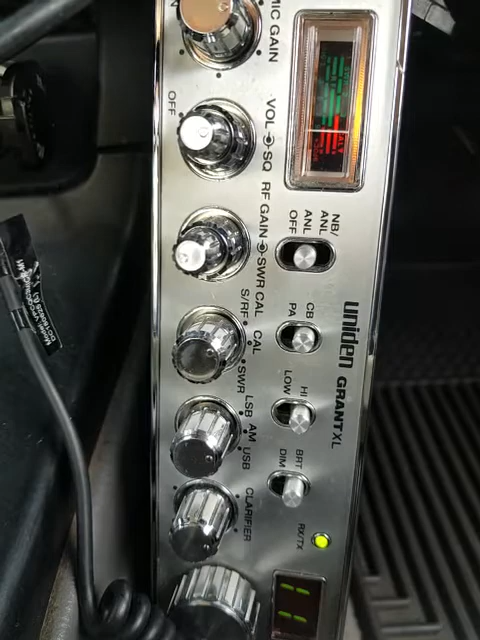 MIC GAIN
OFF
VOL SQ
RF GAIN SWR CAL
S/RF
CAL
SWR
LSB
AM
USB
CLARIFIER
NB/
ANL
ANL
OFF
CB
PA
HI
LOW
BRT
DIM
RX/TX
uniden GRANT XL
11